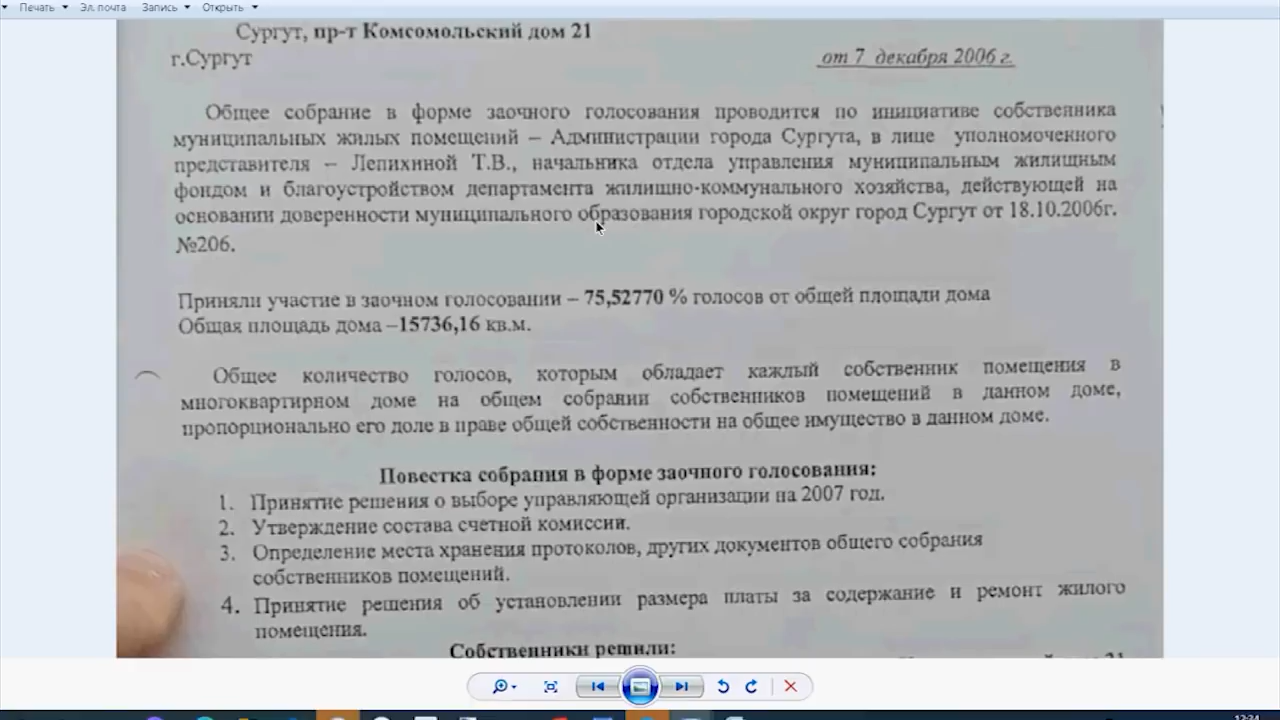 Печать Эл. почта Запись Открыть
Сургут, пр-т Комсомольский дом 21
г.Сургут от 7 декабря 2006 г.
Общее собрание в форме заочного голосования проводится по инициативе собственника
муниципальных жилых помещений – Администрации города Сургута, в лице уполномоченного
представителя – Лепихиной Т.В., начальника отдела управления муниципальным жилищным
фондом и благоустройством департамента жилищно-коммунального хозяйства, действующей на
основании доверенности муниципального образования городской округ город Сургут от 18.10.2006г.
№206.
Приняли участие в заочном голосовании – 75,52770 % голосов от общей площади дома
Общая площадь дома –15736,16 кв.м.
Общее количество голосов, которым обладает кажлый собственник помещения в
многоквартирном доме на общем собрании собственников помещений в данном доме,
пропорционально его доле в праве общей собственности на общее имущество в данном доме.
Повестка собрания в форме заочного голосования:
1. Принятие решения о выборе управляющей организации на 2007 год.
2. Утверждение состава счетной комиссии.
3. Определение места хранения протоколов, других документов общего собрания
собственников помещений.
4. Принятие решения об установлении размера платы за содержание и ремонт жилого
помещения.
Собственники решили:
12:24